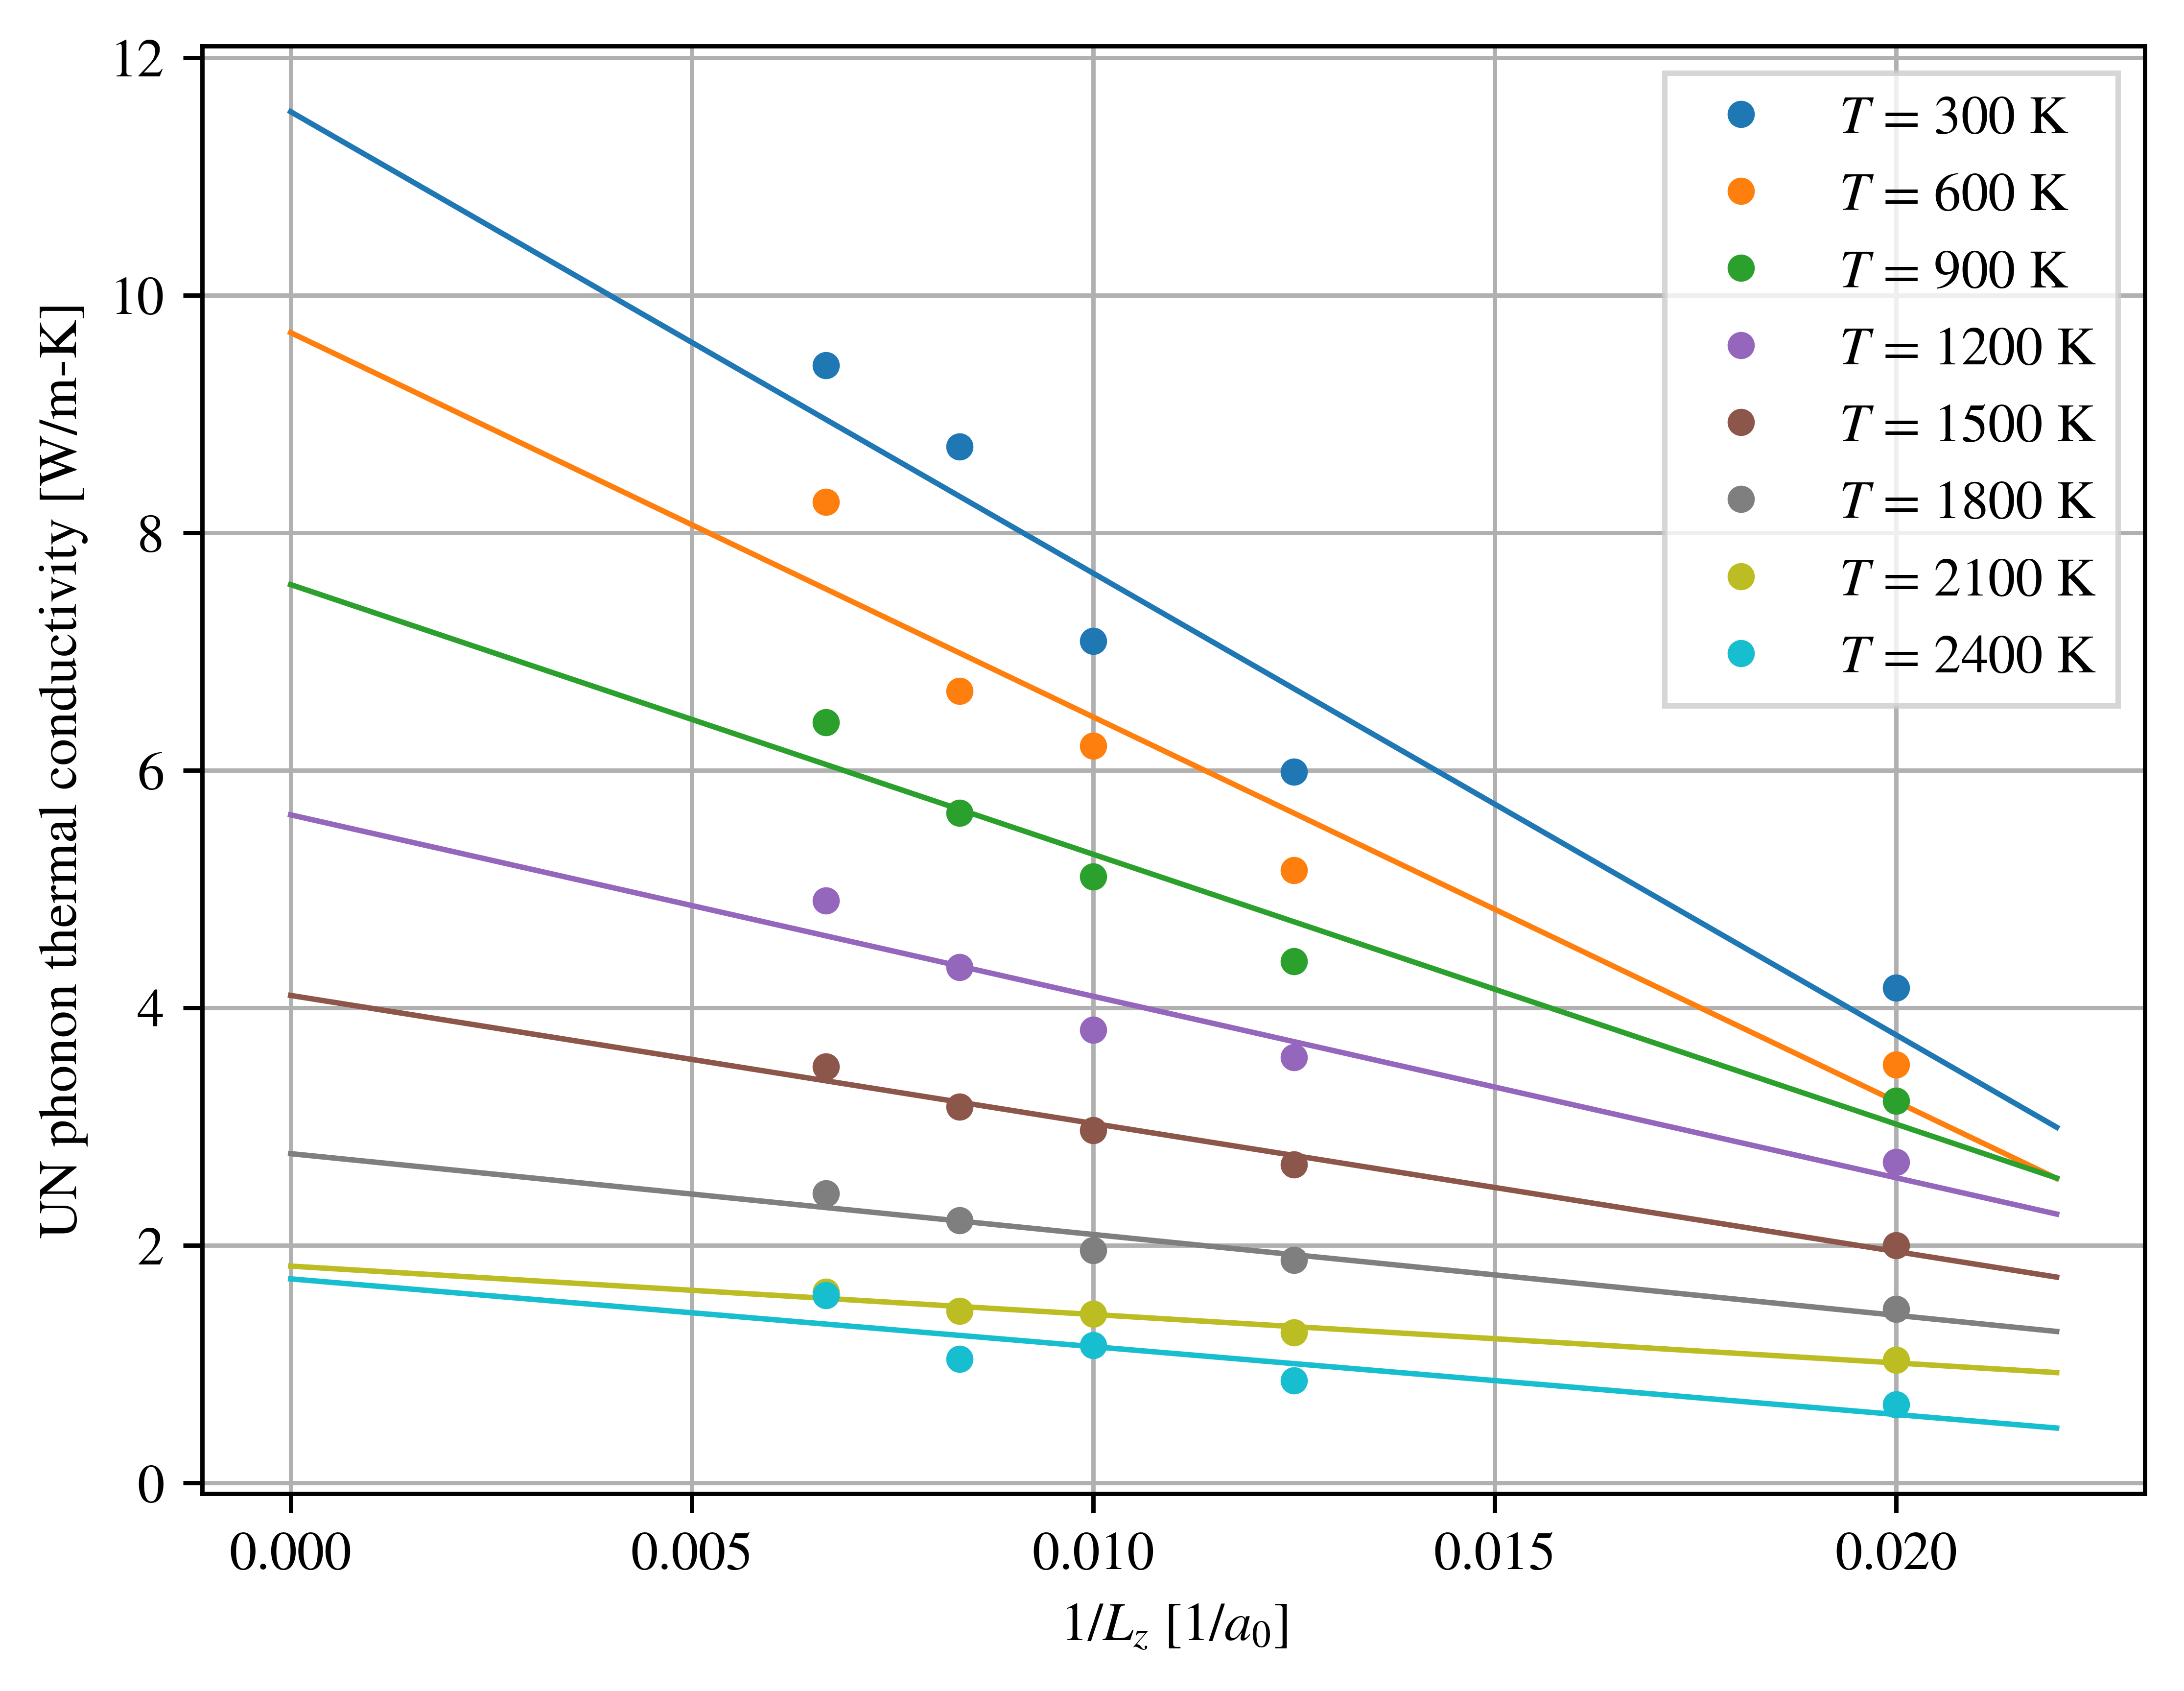 UN phonon thermal conductivity [W/m-K]
12
10
8
6
4
2
0
0.000 0.005 0.010 0.015 0.020
1/L_z [1/a_0]
T = 300 K
T = 600 K
T = 900 K
T = 1200 K
T = 1500 K
T = 1800 K
T = 2100 K
T = 2400 K